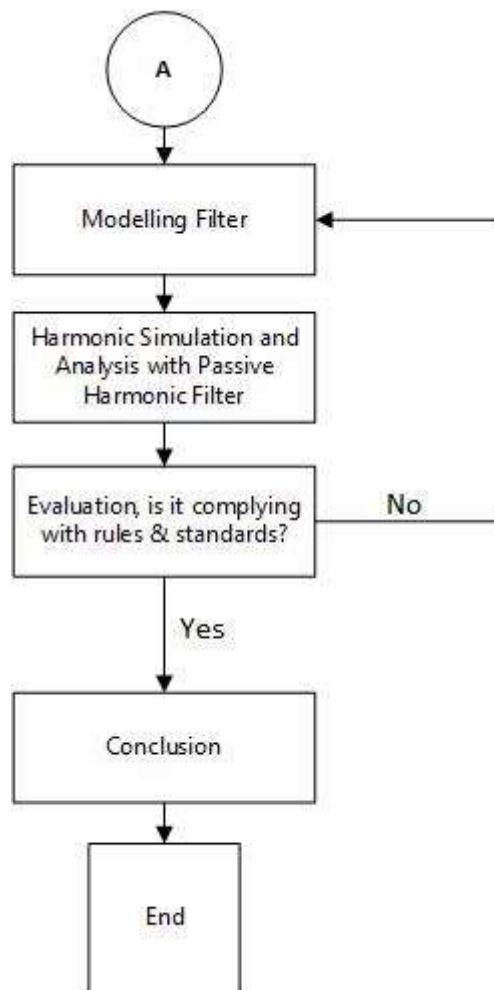 A
Modelling Filter
Harmonic Simulation and
Analysis with Passive
Harmonic Filter
Evaluation, is it complying
with rules & standards?
No
Yes
Conclusion
End